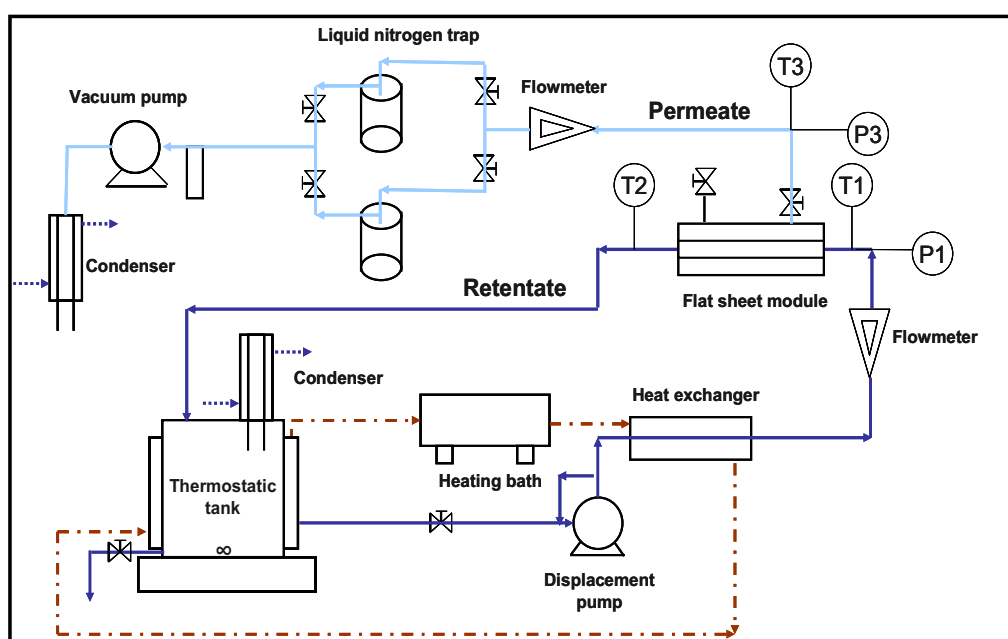 Liquid nitrogen trap
Vacuum pump
Flowmeter
T3
Permeate
P3
T2
T1
P1
Condenser
Retentate
Flat sheet module
Flowmeter
Condenser
Heat exchanger
Heating bath
Thermostatic
tank
∞
Displacement
pump